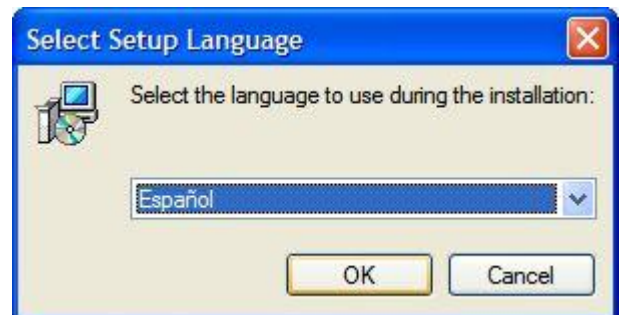 Select Setup Language
Select the language to use during the installation:
Español
OK
Cancel